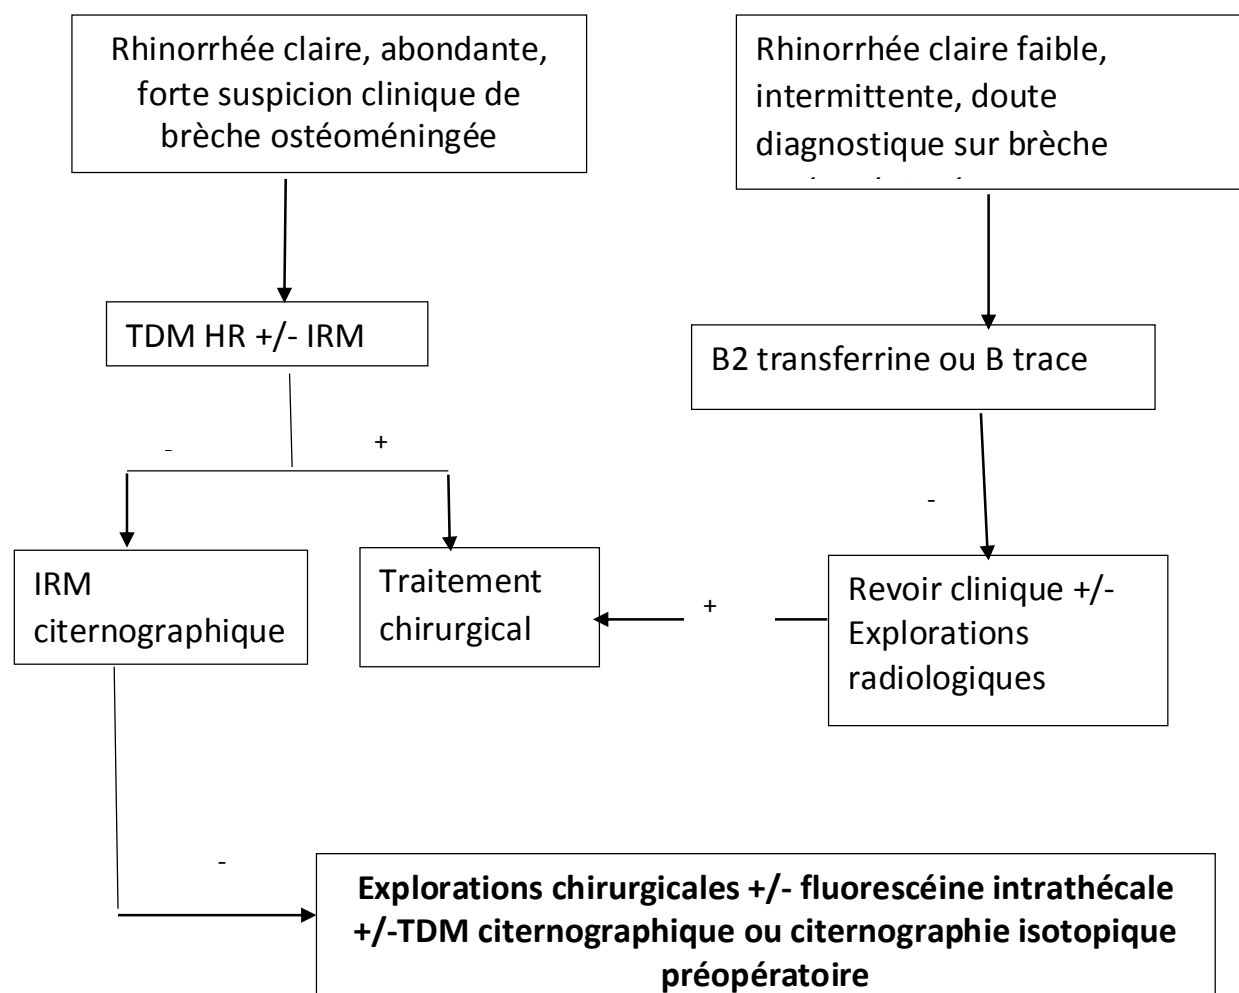 Rhinorrhée claire, abondante,
forte suspicion clinique de
brèche ostéoméningée
Rhinorrhée claire faible,
intermittente, doute
diagnostique sur brèche
TDM HR +/- IRM
B2 transferrine ou B trace
-
+
-
IRM
citernographique
Traitement
chirurgical
+
Revoir clinique +/-
Explorations
radiologiques
-
Explorations chirurgicales +/- fluorescéine intrathécale
+/-TDM citernographique ou citernographie isotopique
préopératoire